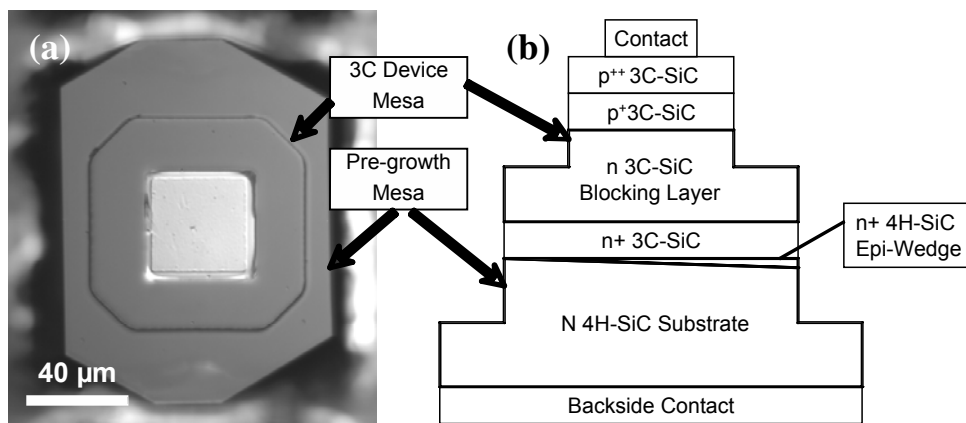 (a)
3C Device
Mesa
Pre-growth
Mesa
40 µm
(b)
Contact
p++ 3C-SiC
p+3C-SiC
n 3C-SiC
Blocking Layer
n+ 3C-SiC
n+ 4H-SiC
Epi-Wedge
N 4H-SiC Substrate
Backside Contact